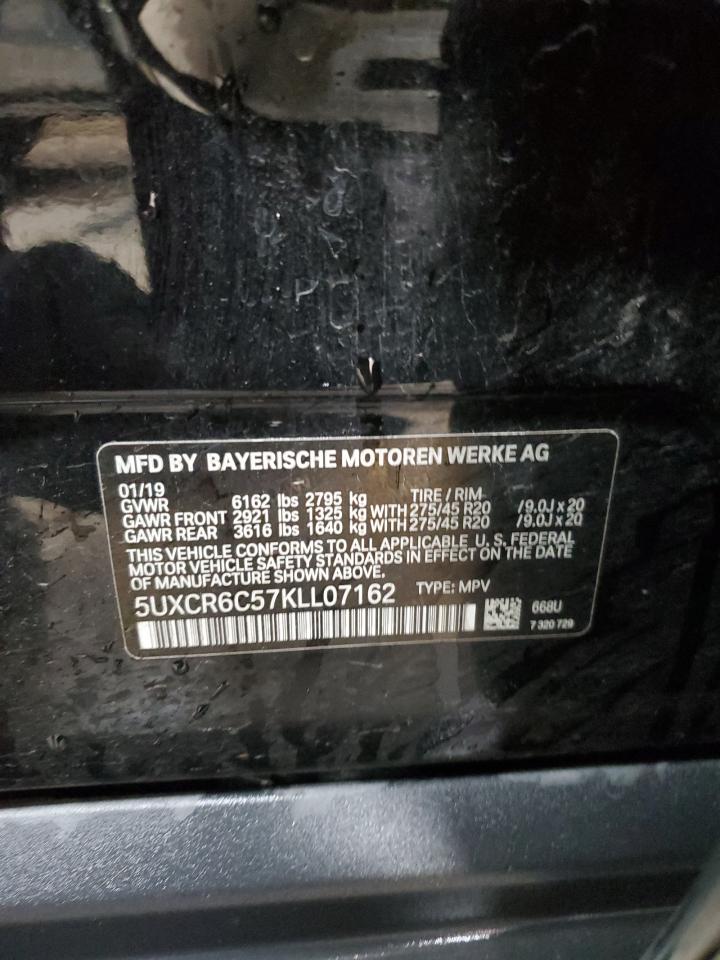 MFD BY BAYERISCHE MOTOREN WERKE AG
01/19 TIRE / RIM
GVWR 6162 lbs 2795 kg
GAWR FRONT 2921 lbs 1325 kg WITH 275/45 R20 /9.0J x 20
GAWR REAR 3616 lbs 1640 kg WITH 275/45 R20 /9.0J x 20
THIS VEHICLE CONFORMS TO ALL APPLICABLE U. S. FEDERAL
MOTOR VEHICLE SAFETY STANDARDS IN EFFECT ON THE DATE
OF MANUFACTURE SHOWN ABOVE.
5UXCR6C57KLL07162 TYPE: MPV
668U
7 320 729